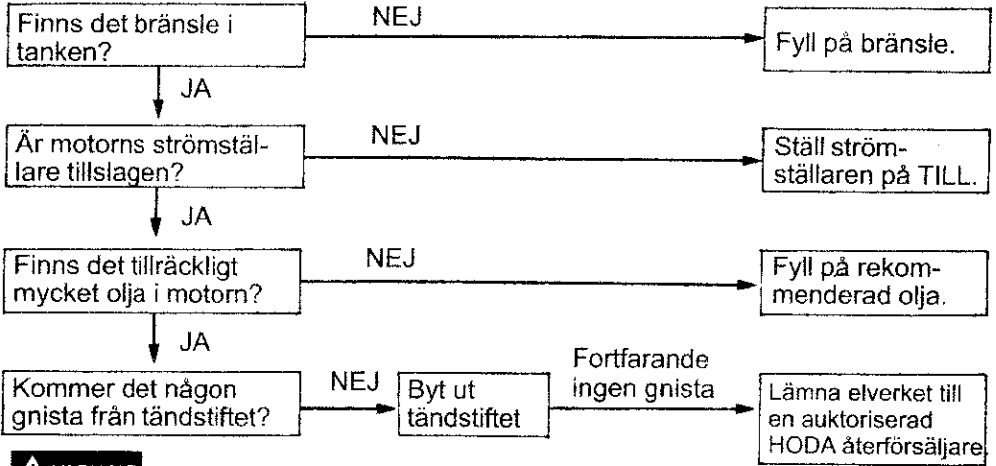 Finns det bränsle i
tanken?
NEJ
Fyll på bränsle.
JA
Är motorns strömstäl-
lare tillslagen?
NEJ
Ställ ström-
ställaren på TILL.
JA
Finns det tillräckligt
mycket olja i motorn?
NEJ
Fyll på rekom-
menderad olja.
JA
Kommer det någon
gnista från tändstiftet?
NEJ
Byt ut
tändstiftet
Fortfarande
ingen gnista
Lämna elverket till
en auktoriserad
HODA återförsäljare